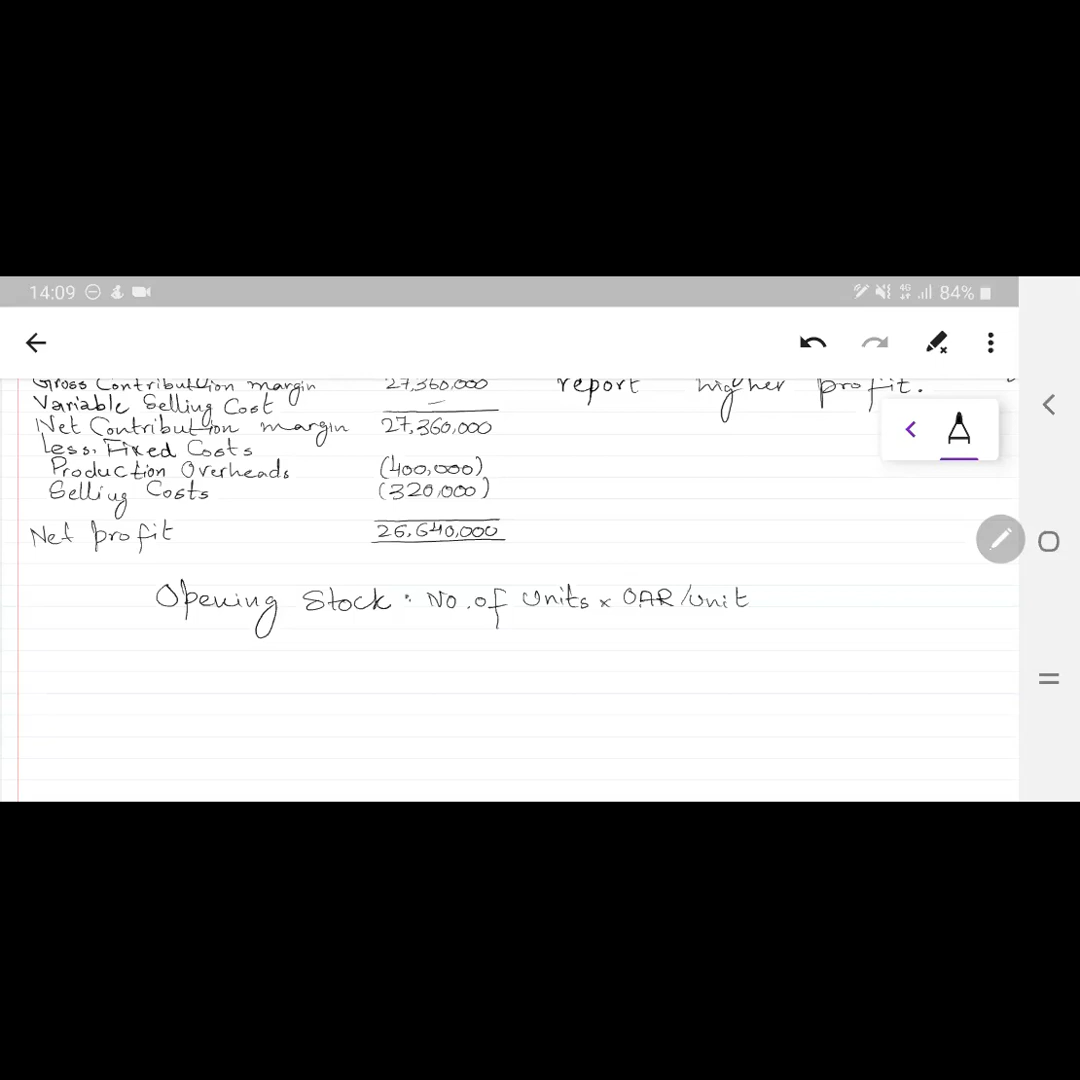 14:09 4G 84%
Gross Contributtion margin 27,360,000 report higher profit.
Variable Selling Cost –
Net Contribution margin 27,360,000
Less. Fixed Costs
Production Overheads (400,000)
Selling Costs (320,000)
Net profit 26,640,000
Opening Stock : No. of Units x OAR/Unit